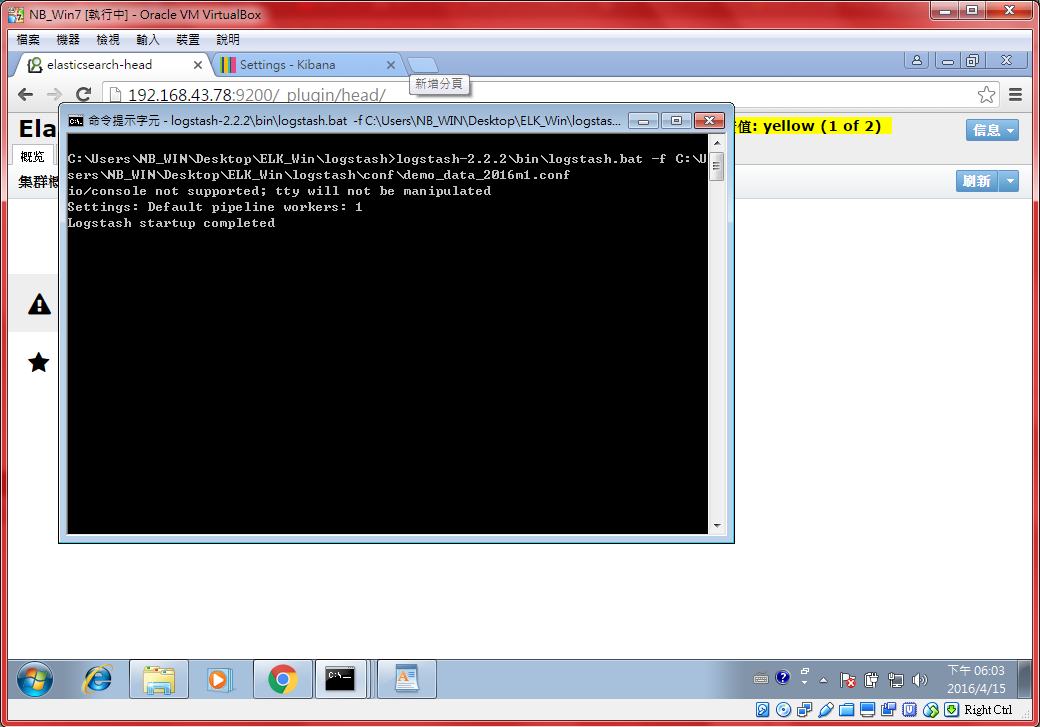 NB_Win7 [執行中] - Oracle VM VirtualBox
檔案 機器 檢視 輸入 裝置 說明
elasticsearch-head Settings - Kibana
新增分頁
192.168.43.78:9200/_plugin/head/
Ela
值: yellow (1 of 2)
信息
概览
集群概
刷新
命令提示字元 - logstash-2.2.2\bin\logstash.bat -f C:\Users\NB_WIN\Desktop\ELK_Win\logstas...
C:\Users\NB_WIN\Desktop\ELK_Win\logstash>logstash-2.2.2\bin\logstash.bat -f C:\U
sers\NB_WIN\Desktop\ELK_Win\logstash\conf\demo_data_2016m1.conf
io/console not supported; tty will not be manipulated
Settings: Default pipeline workers: 1
Logstash startup completed
C:\
下午 06:03
2016/4/15
Right Ctrl